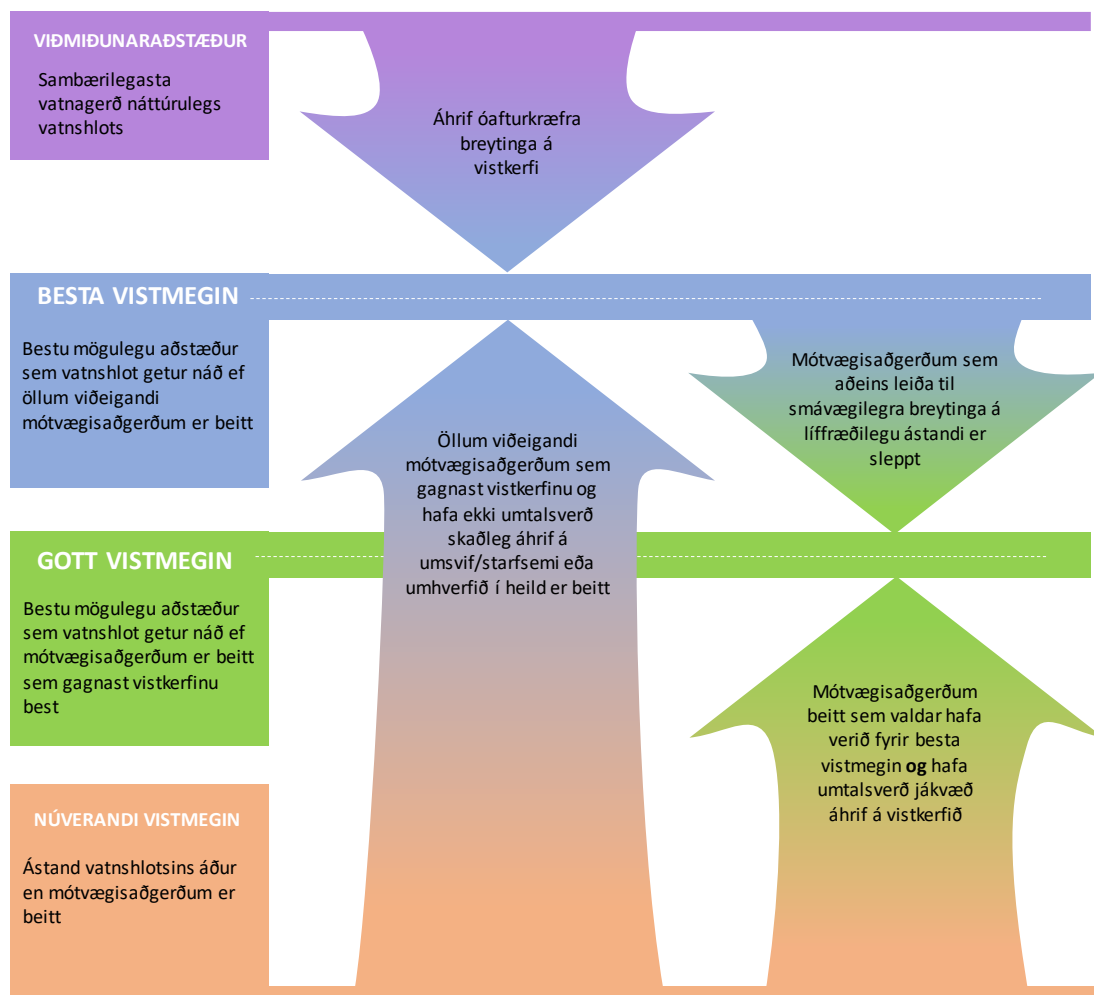 VIÐMIÐUNARAÐSTÆÐUR
Sambærilegasta
vatnagerð náttúrulegs
vatnshlots
Áhrif óafturkræfra
breytinga á
vistkerfi
BESTA VISTMEGIN
Bestu mögulegu aðstæður
sem vatnshlot getur náð ef
öllum viðeigandi
mótvægisaðgerðum er beitt
Mótvægisaðgerðum sem
aðeins leiða til
smávægilegra breytinga á
líffræðilegu ástandi er
sleppt
Öllum viðeigandi
mótvægisaðgerðum sem
gagnast vistkerfinu og
hafa ekki umtalsverð
skaðleg áhrif á
umsvif/starfsemi eða
umhverfið í heild er beitt
GOTT VISTMEGIN
Bestu mögulegu aðstæður
sem vatnshlot getur náð ef
mótvægisaðgerðum er beitt
sem gagnast vistkerfinu
best
Mótvægisaðgerðum
beitt sem valdar hafa
verið fyrir besta
vistmegin og hafa
umtalsverð jákvæð
áhrif á vistkerfið
NÚVERANDI VISTMEGIN
Ástand vatnshlotsins áður
en mótvægisaðgerðum er
beitt